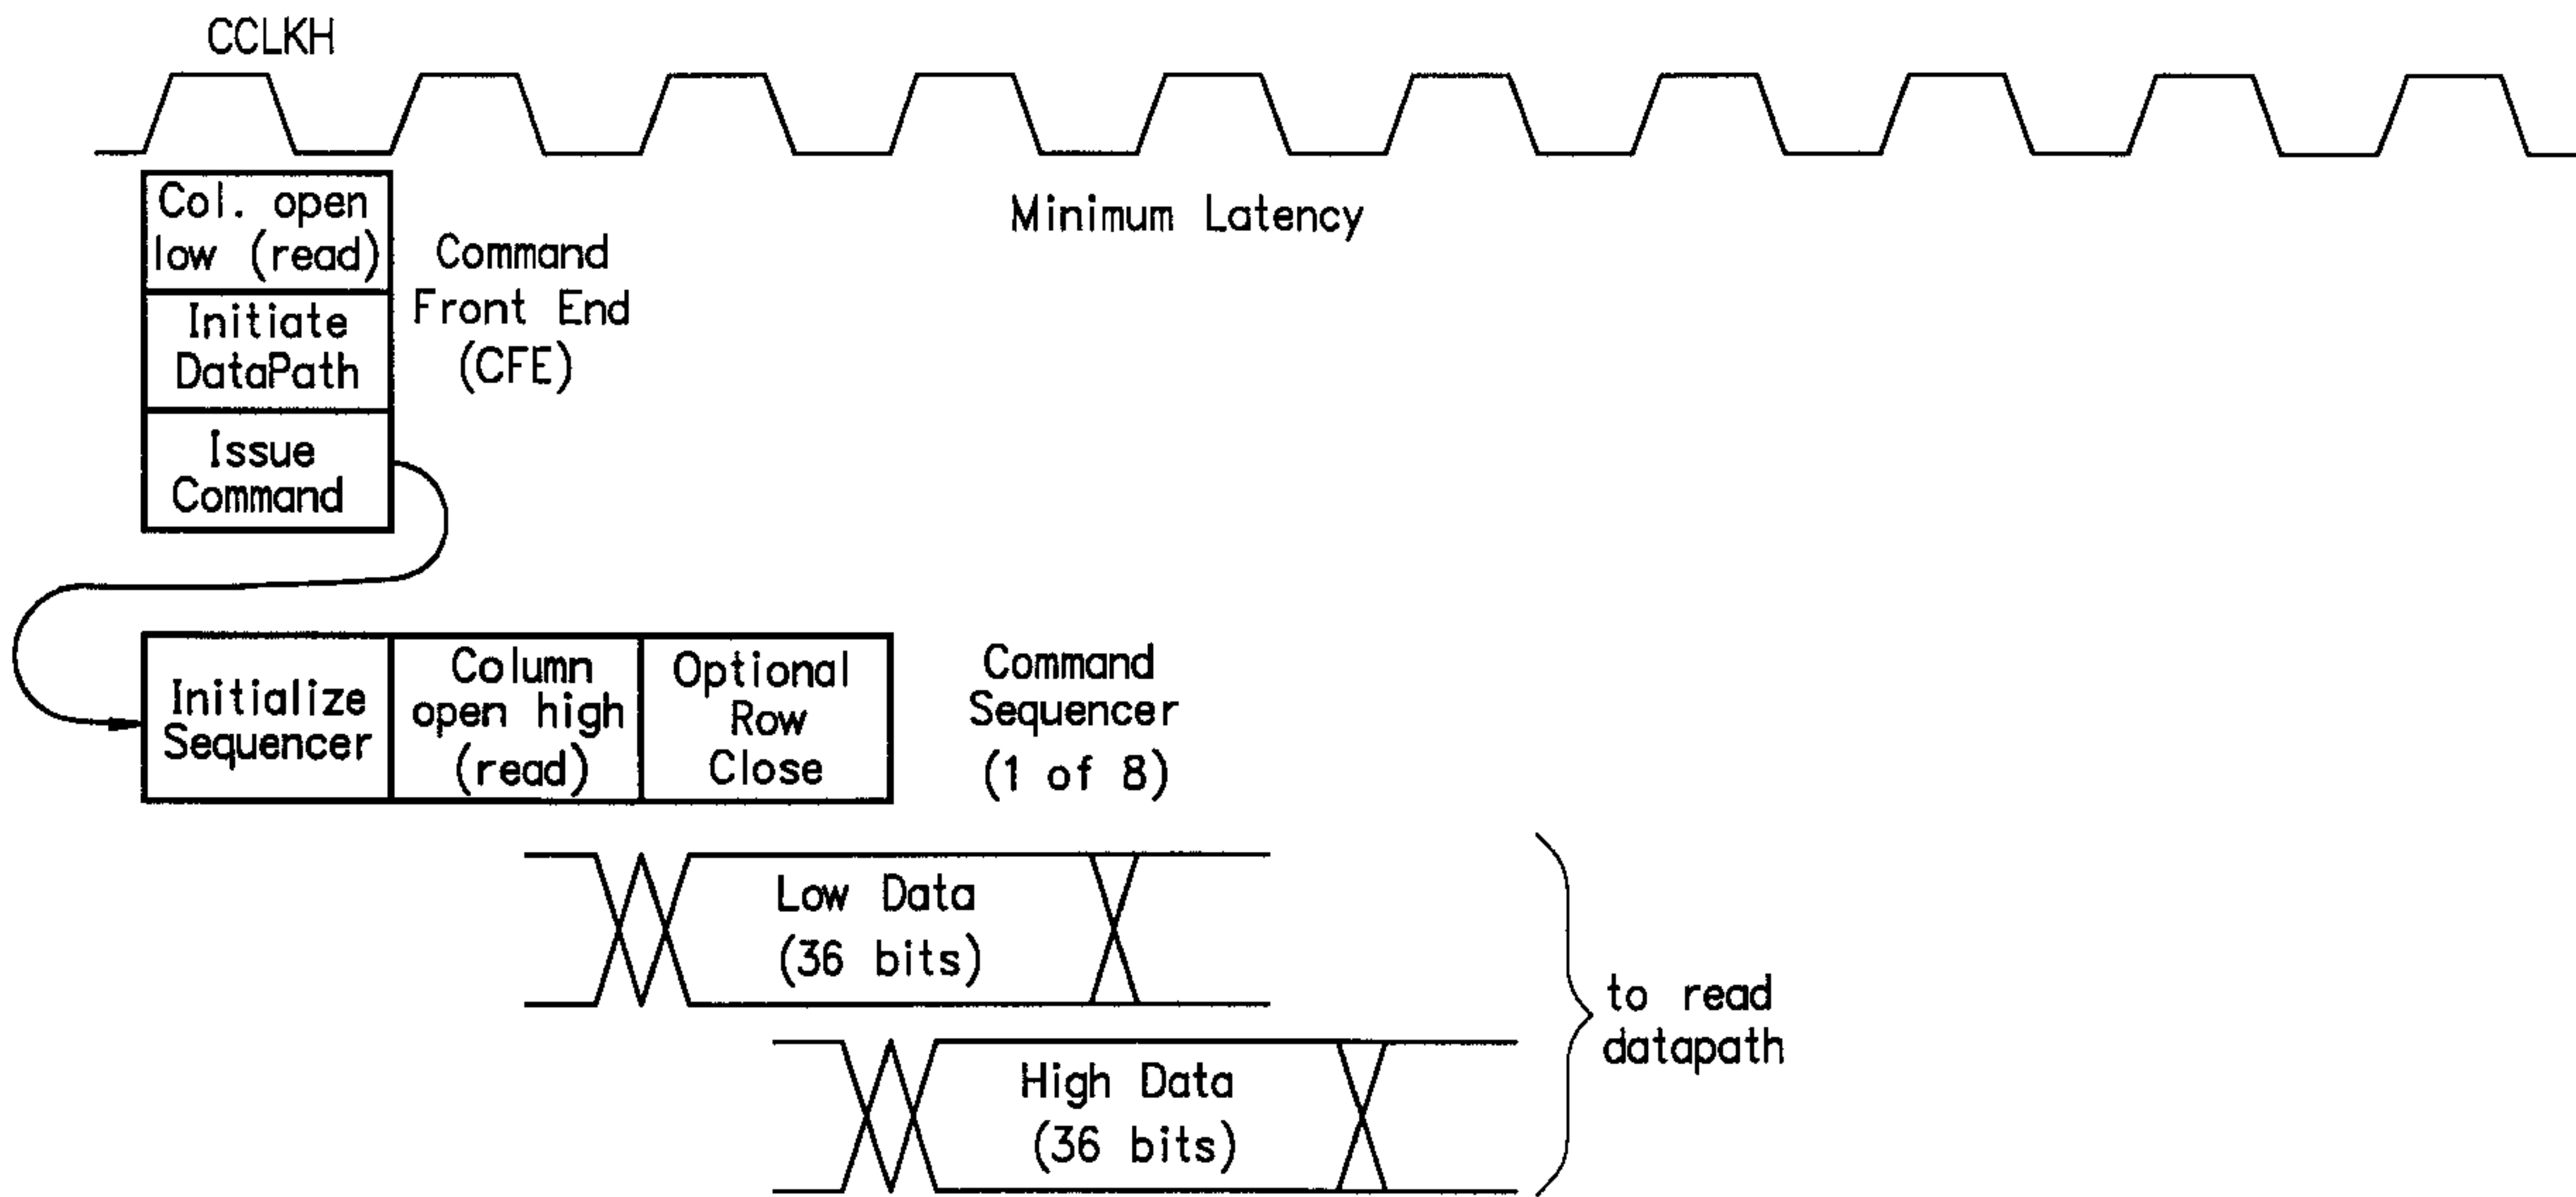 CCLKH
Col. open
low (read)
Initiate
DataPath
Issue
Command
Command
Front End
(CFE)
Minimum Latency
Initialize
Sequencer
Column
open high
(read)
Optional
Row
Close
Command
Sequencer
(1 of 8)
Low Data
(36 bits)
High Data
(36 bits)
to read
datapath